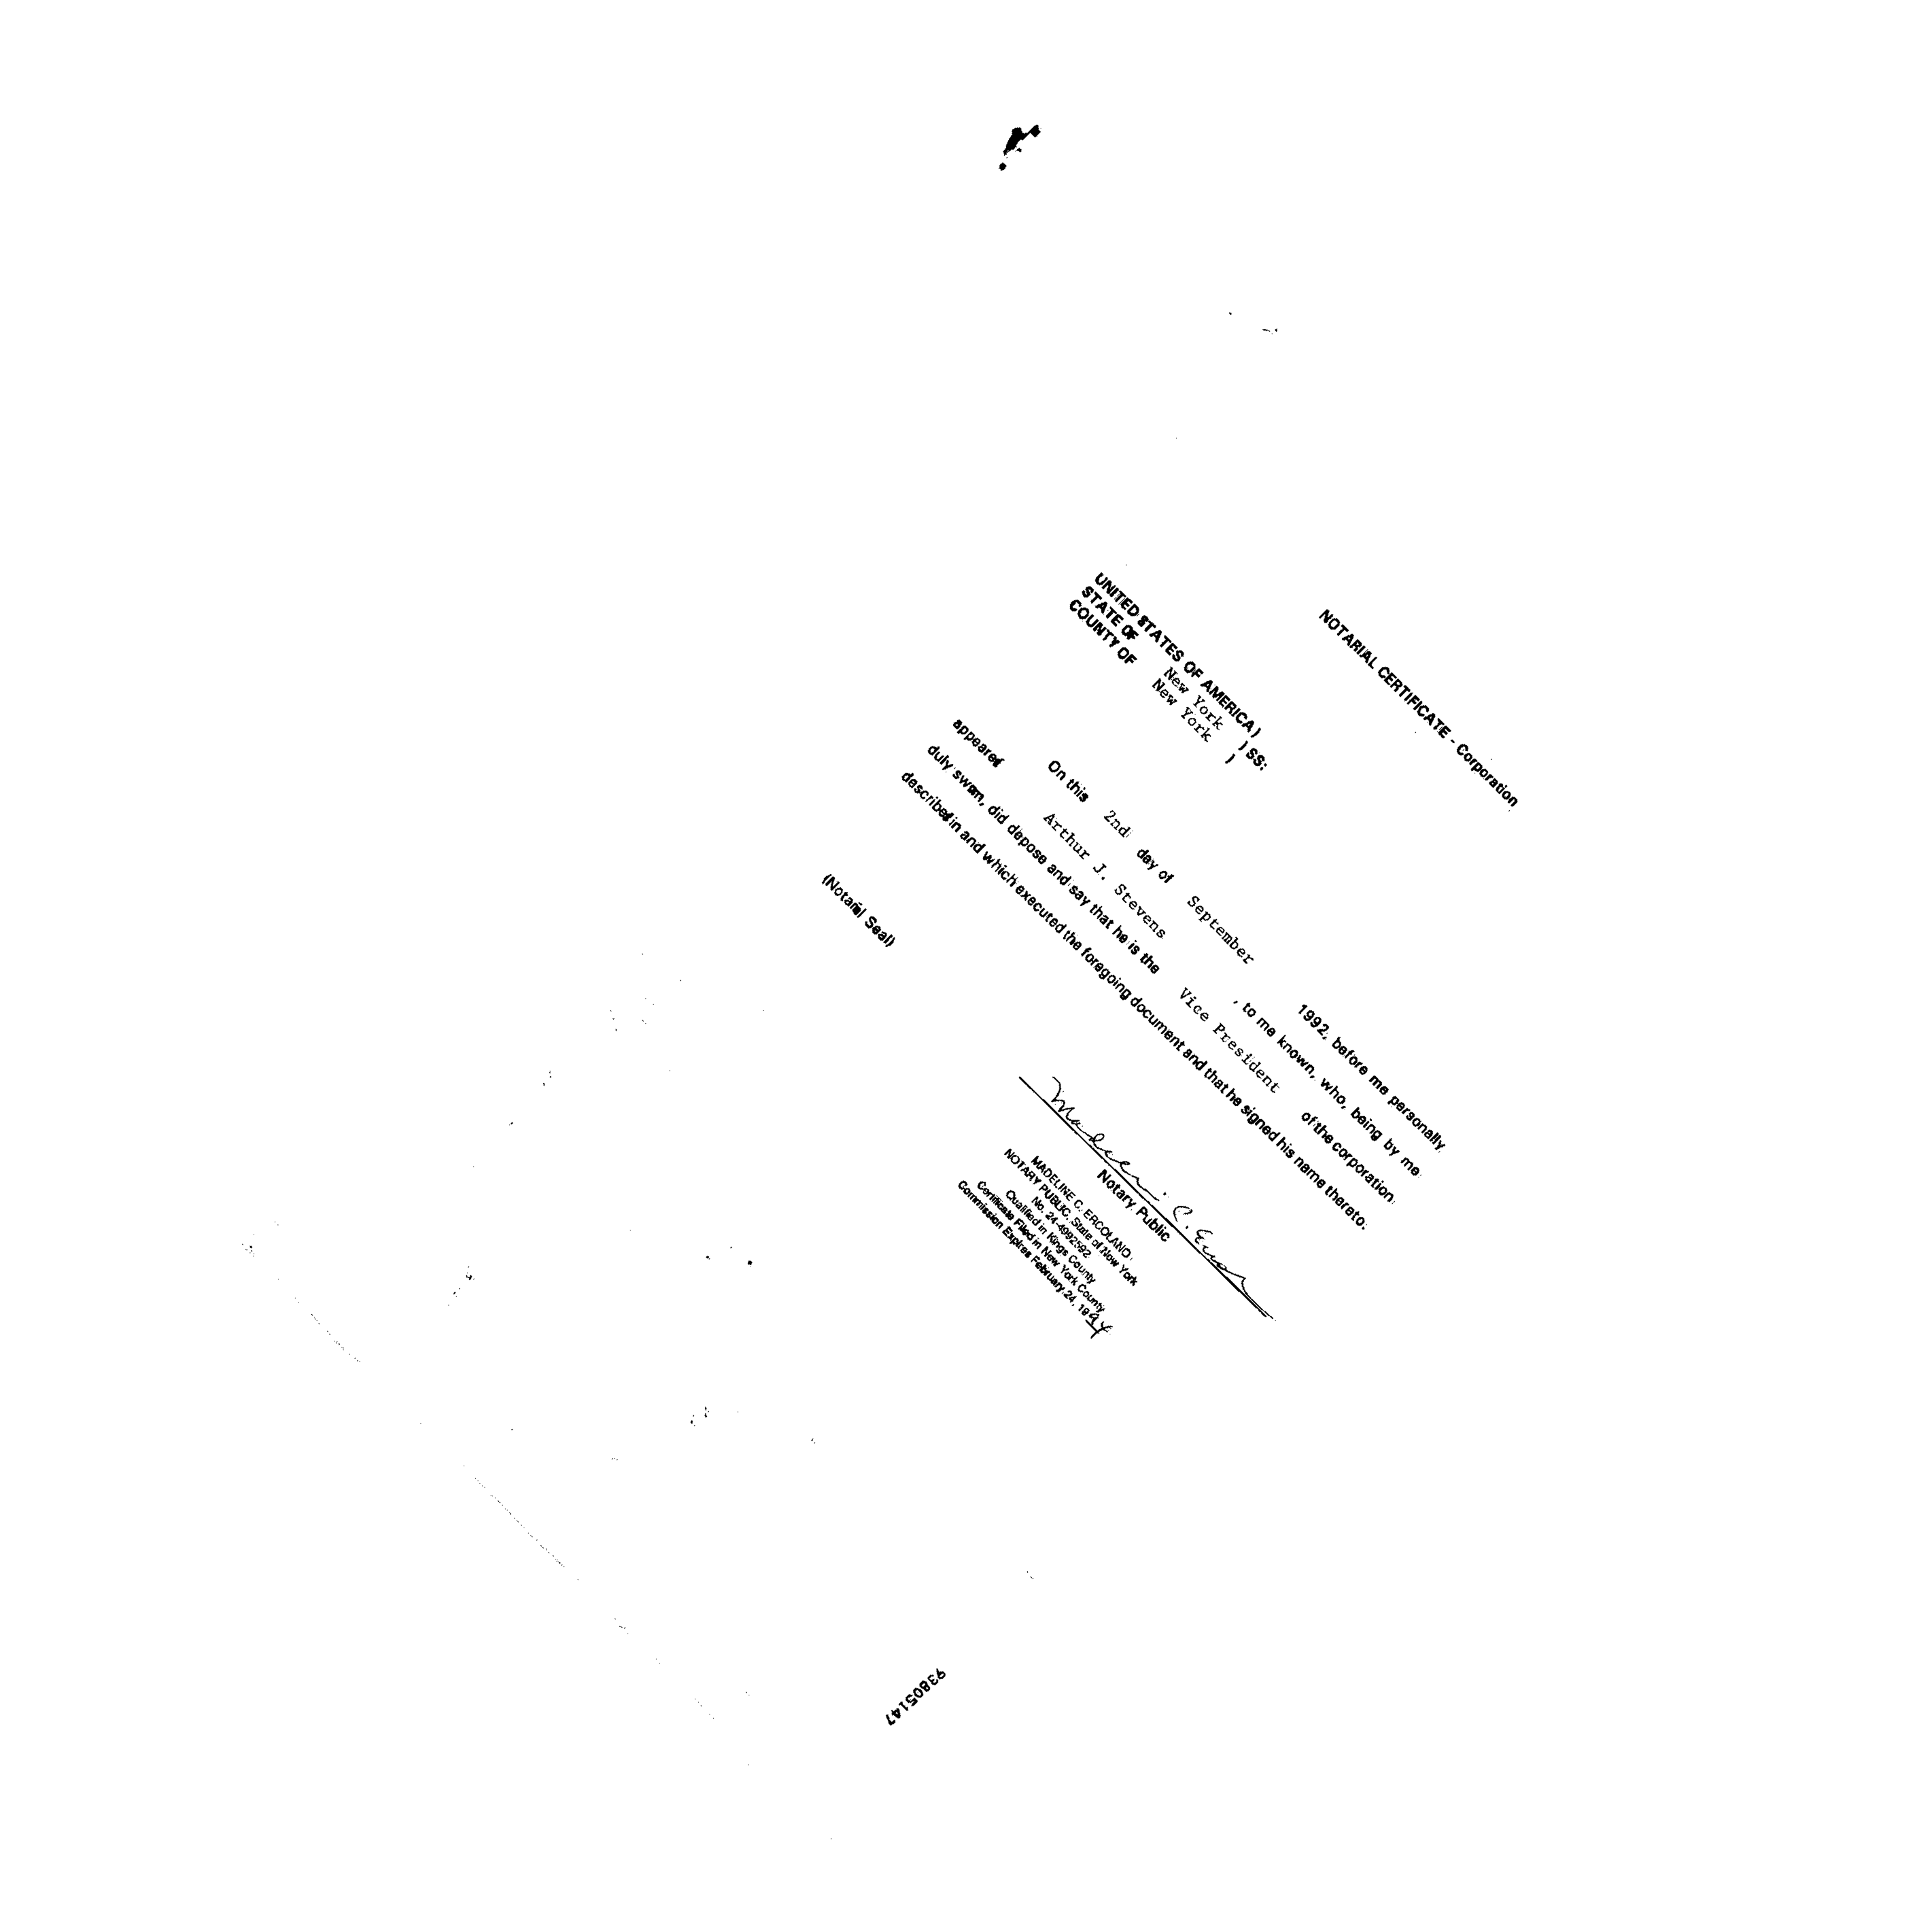 NOTARIAL CERTIFICATE - Corporation
UNITED STATES OF AMERICA )
STATE OF New York ) SS:
COUNTY OF New York )
On this 2nd day of September 1992, before me personally
appeared Arthur J. Stevens , to me known, who, being by me
duly sworn, did depose and say that he is the Vice President of the corporation
described in and which executed the foregoing document and that he signed his name thereto.
Notary Public
(Notarial Seal)
MADELINE C. ERCOLANO
NOTARY PUBLIC, State of New York
No. 24-4992592
Qualified in Kings County
Certificate Filed in New York County
Commission Expires February 24, 1994
9305147